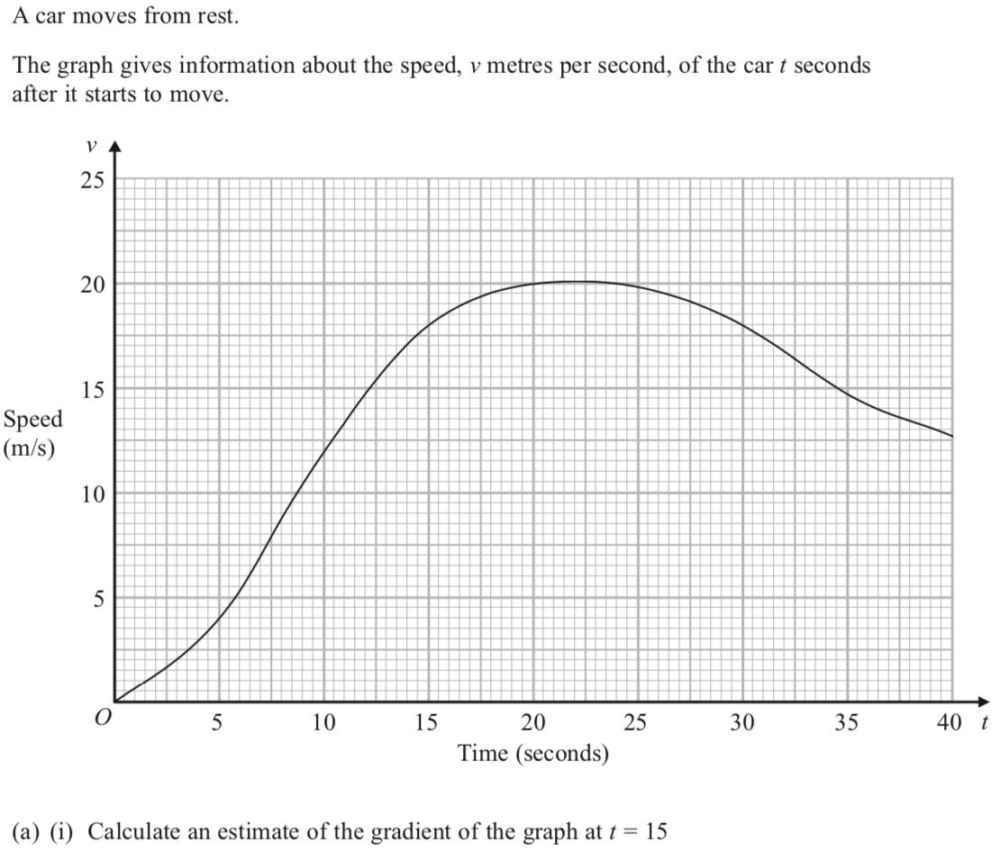 A car moves from rest.
The graph gives information about the speed, v metres per second, of the car t seconds
after it starts to move.
v
25
20
15
Speed
(m/s)
10
5
O
5 10 15 20 25 30 35 40 t
Time (seconds)
(a) (i) Calculate an estimate of the gradient of the graph at t = 15